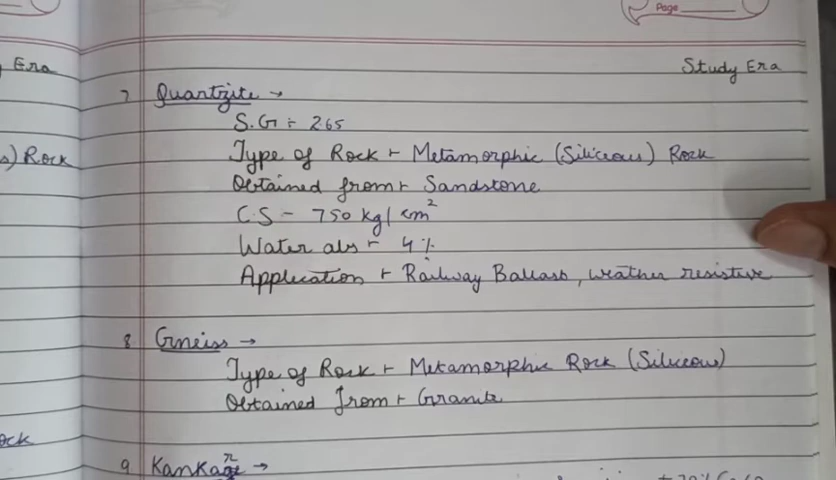 Page
Era
Study Era
7 Quartzite →
S.G :- 265
s) Rock
Type of Rock :- Metamorphic (Siliceous) Rock
Obtained from :- Sandstone
C.S - 750 kg/cm²
Water abs :- 4 %
Application :- Railway Ballast, weather resistive
8 Gneiss →
Type of Rock :- Metamorphic Rock (Siliceous)
Obtained from :- Granite
ock
9 Kankar →